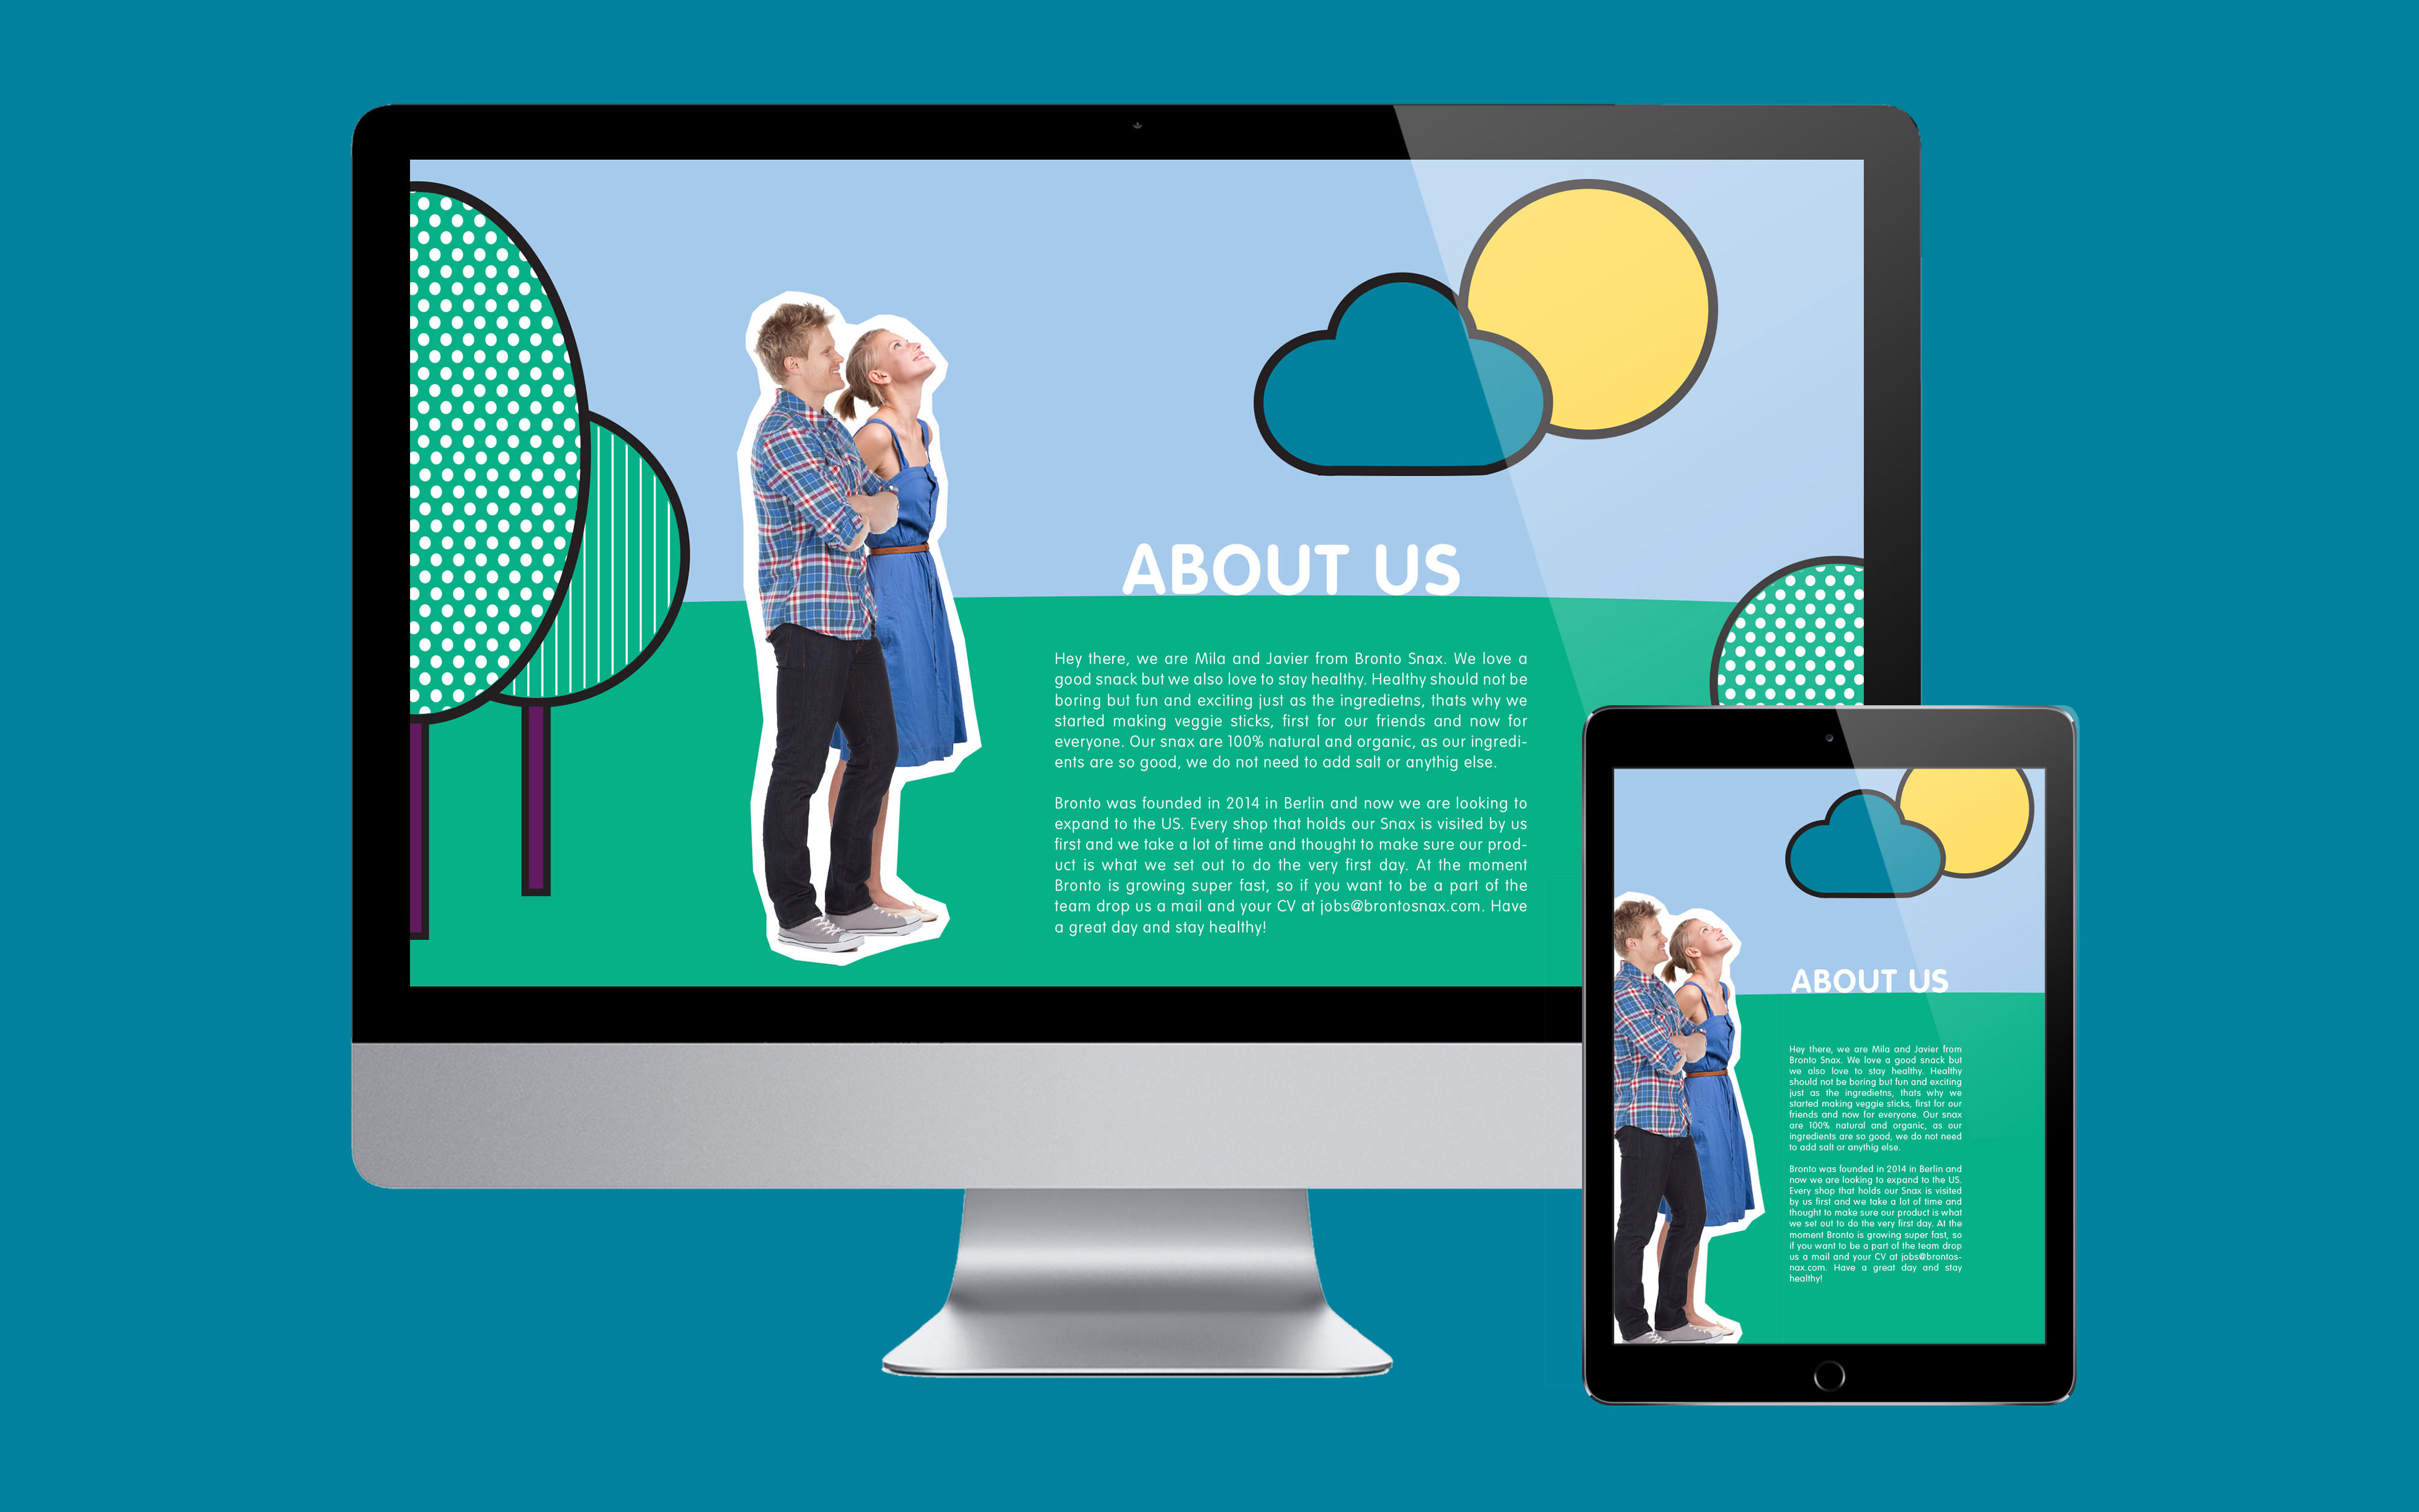 ABOUT US
Hey there, we are Mila and Javier from Bronto Snax. We love a
good snack but we also love to stay healthy. Healthy should not be
boring but fun and exciting just as the ingredietns, thats why we
started making veggie sticks, first for our friends and now for
everyone. Our snax are 100% natural and organic, as our ingredi-
ents are so good, we do not need to add salt or anythig else.
Bronto was founded in 2014 in Berlin and now we are looking to
expand to the US. Every shop that holds our Snax is visited by us
first and we take a lot of time and thought to make sure our prod-
uct is what we set out to do the very first day. At the moment
Bronto is growing super fast, so if you want to be a part of the
team drop us a mail and your CV at jobs@brontosnax.com. Have
a great day and stay healthy!
ABOUT US
Hey there, we are Mila and Javier from
Bronto Snax. We love a good snack but
we also love to stay healthy. Healthy
should not be boring but fun and exciting
just as the ingredietns, thats why we
started making veggie sticks, first for our
friends and now for everyone. Our snax
are 100% natural and organic, as our
ingredients are so good, we do not need
to add salt or anythig else.
Bronto was founded in 2014 in Berlin and
now we are looking to expand to the US.
Every shop that holds our Snax is visited
by us first and we take a lot of time and
thought to make sure our product is what
we set out to do the very first day. At the
moment Bronto is growing super fast, so
if you want to be a part of the team drop
us a mail and your CV at jobs@brontos-
nax.com. Have a great day and stay
healthy!